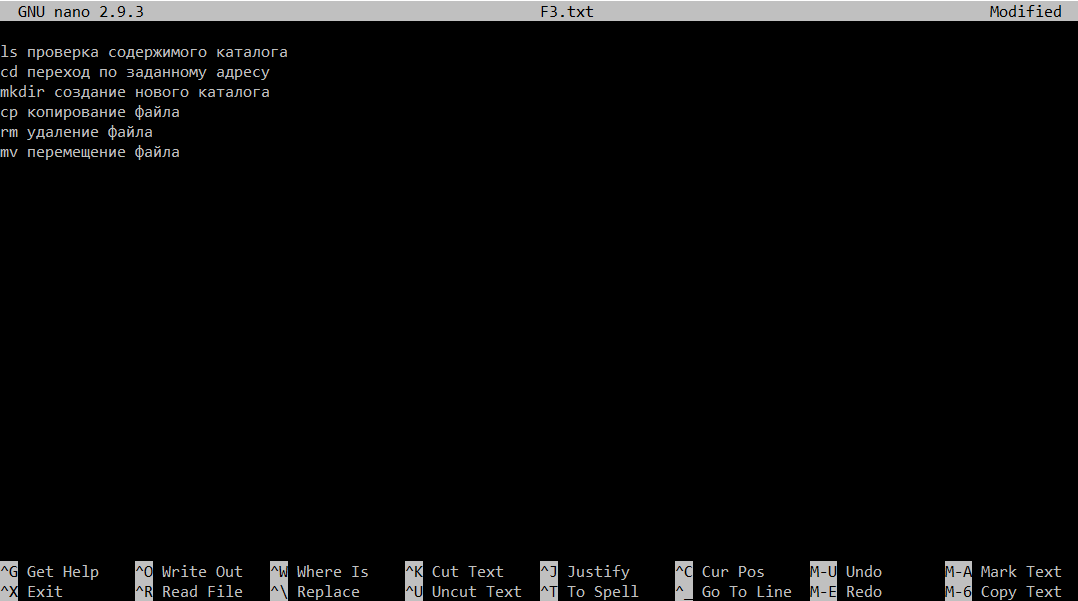 GNU nano 2.9.3 F3.txt Modified
ls проверка содержимого каталога
cd переход по заданному адресу
mkdir создание нового каталога
cp копирование файла
rm удаление файла
mv перемещение файла
^G Get Help ^O Write Out ^W Where Is ^K Cut Text ^J Justify ^C Cur Pos M-U Undo M-A Mark Text
^X Exit ^R Read File ^\ Replace ^U Uncut Text ^T To Spell ^_ Go To Line M-E Redo M-6 Copy Text